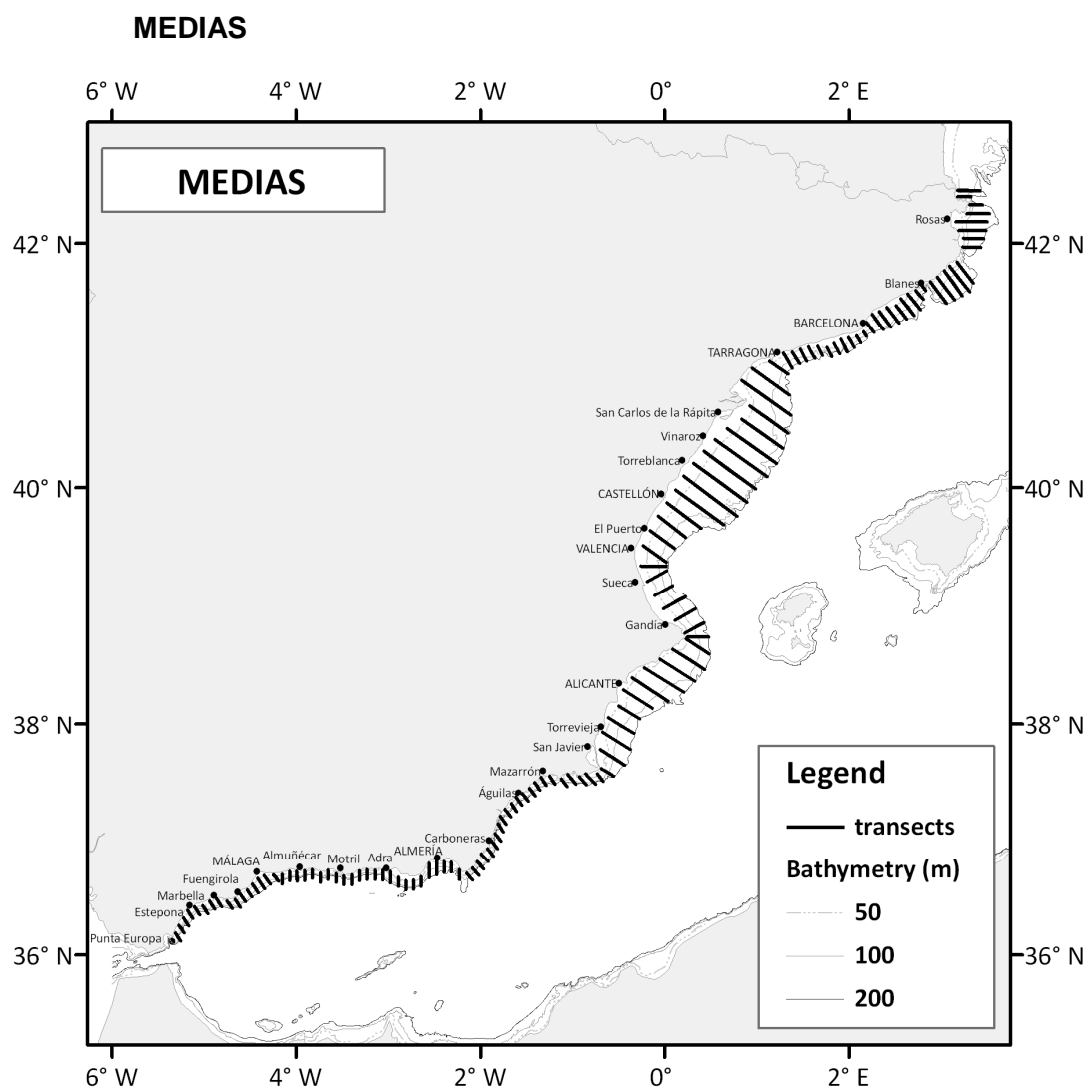 MEDIAS
6° W 4° W 2° W 0° 2° E
MEDIAS
Rosas
42° N 42° N
Blanes
BARCELONA
TARRAGONA
San Carlos de la Rápita
Vinaroz
Torreblanca
40° N 40° N
CASTELLÓN
El Puerto
VALENCIA
Sueca
Gandía
ALICANTE
38° N 38° N
Torrevieja
San Javier
Mazarrón
Águilas
Carboneras
ALMERÍA
Adra
Motril
Almuñécar
MÁLAGA
Fuengirola
Marbella
Estepona
Punta Europa
36° N 36° N
Legend
transects
Bathymetry (m)
50
100
200
6° W 4° W 2° W 0° 2° E